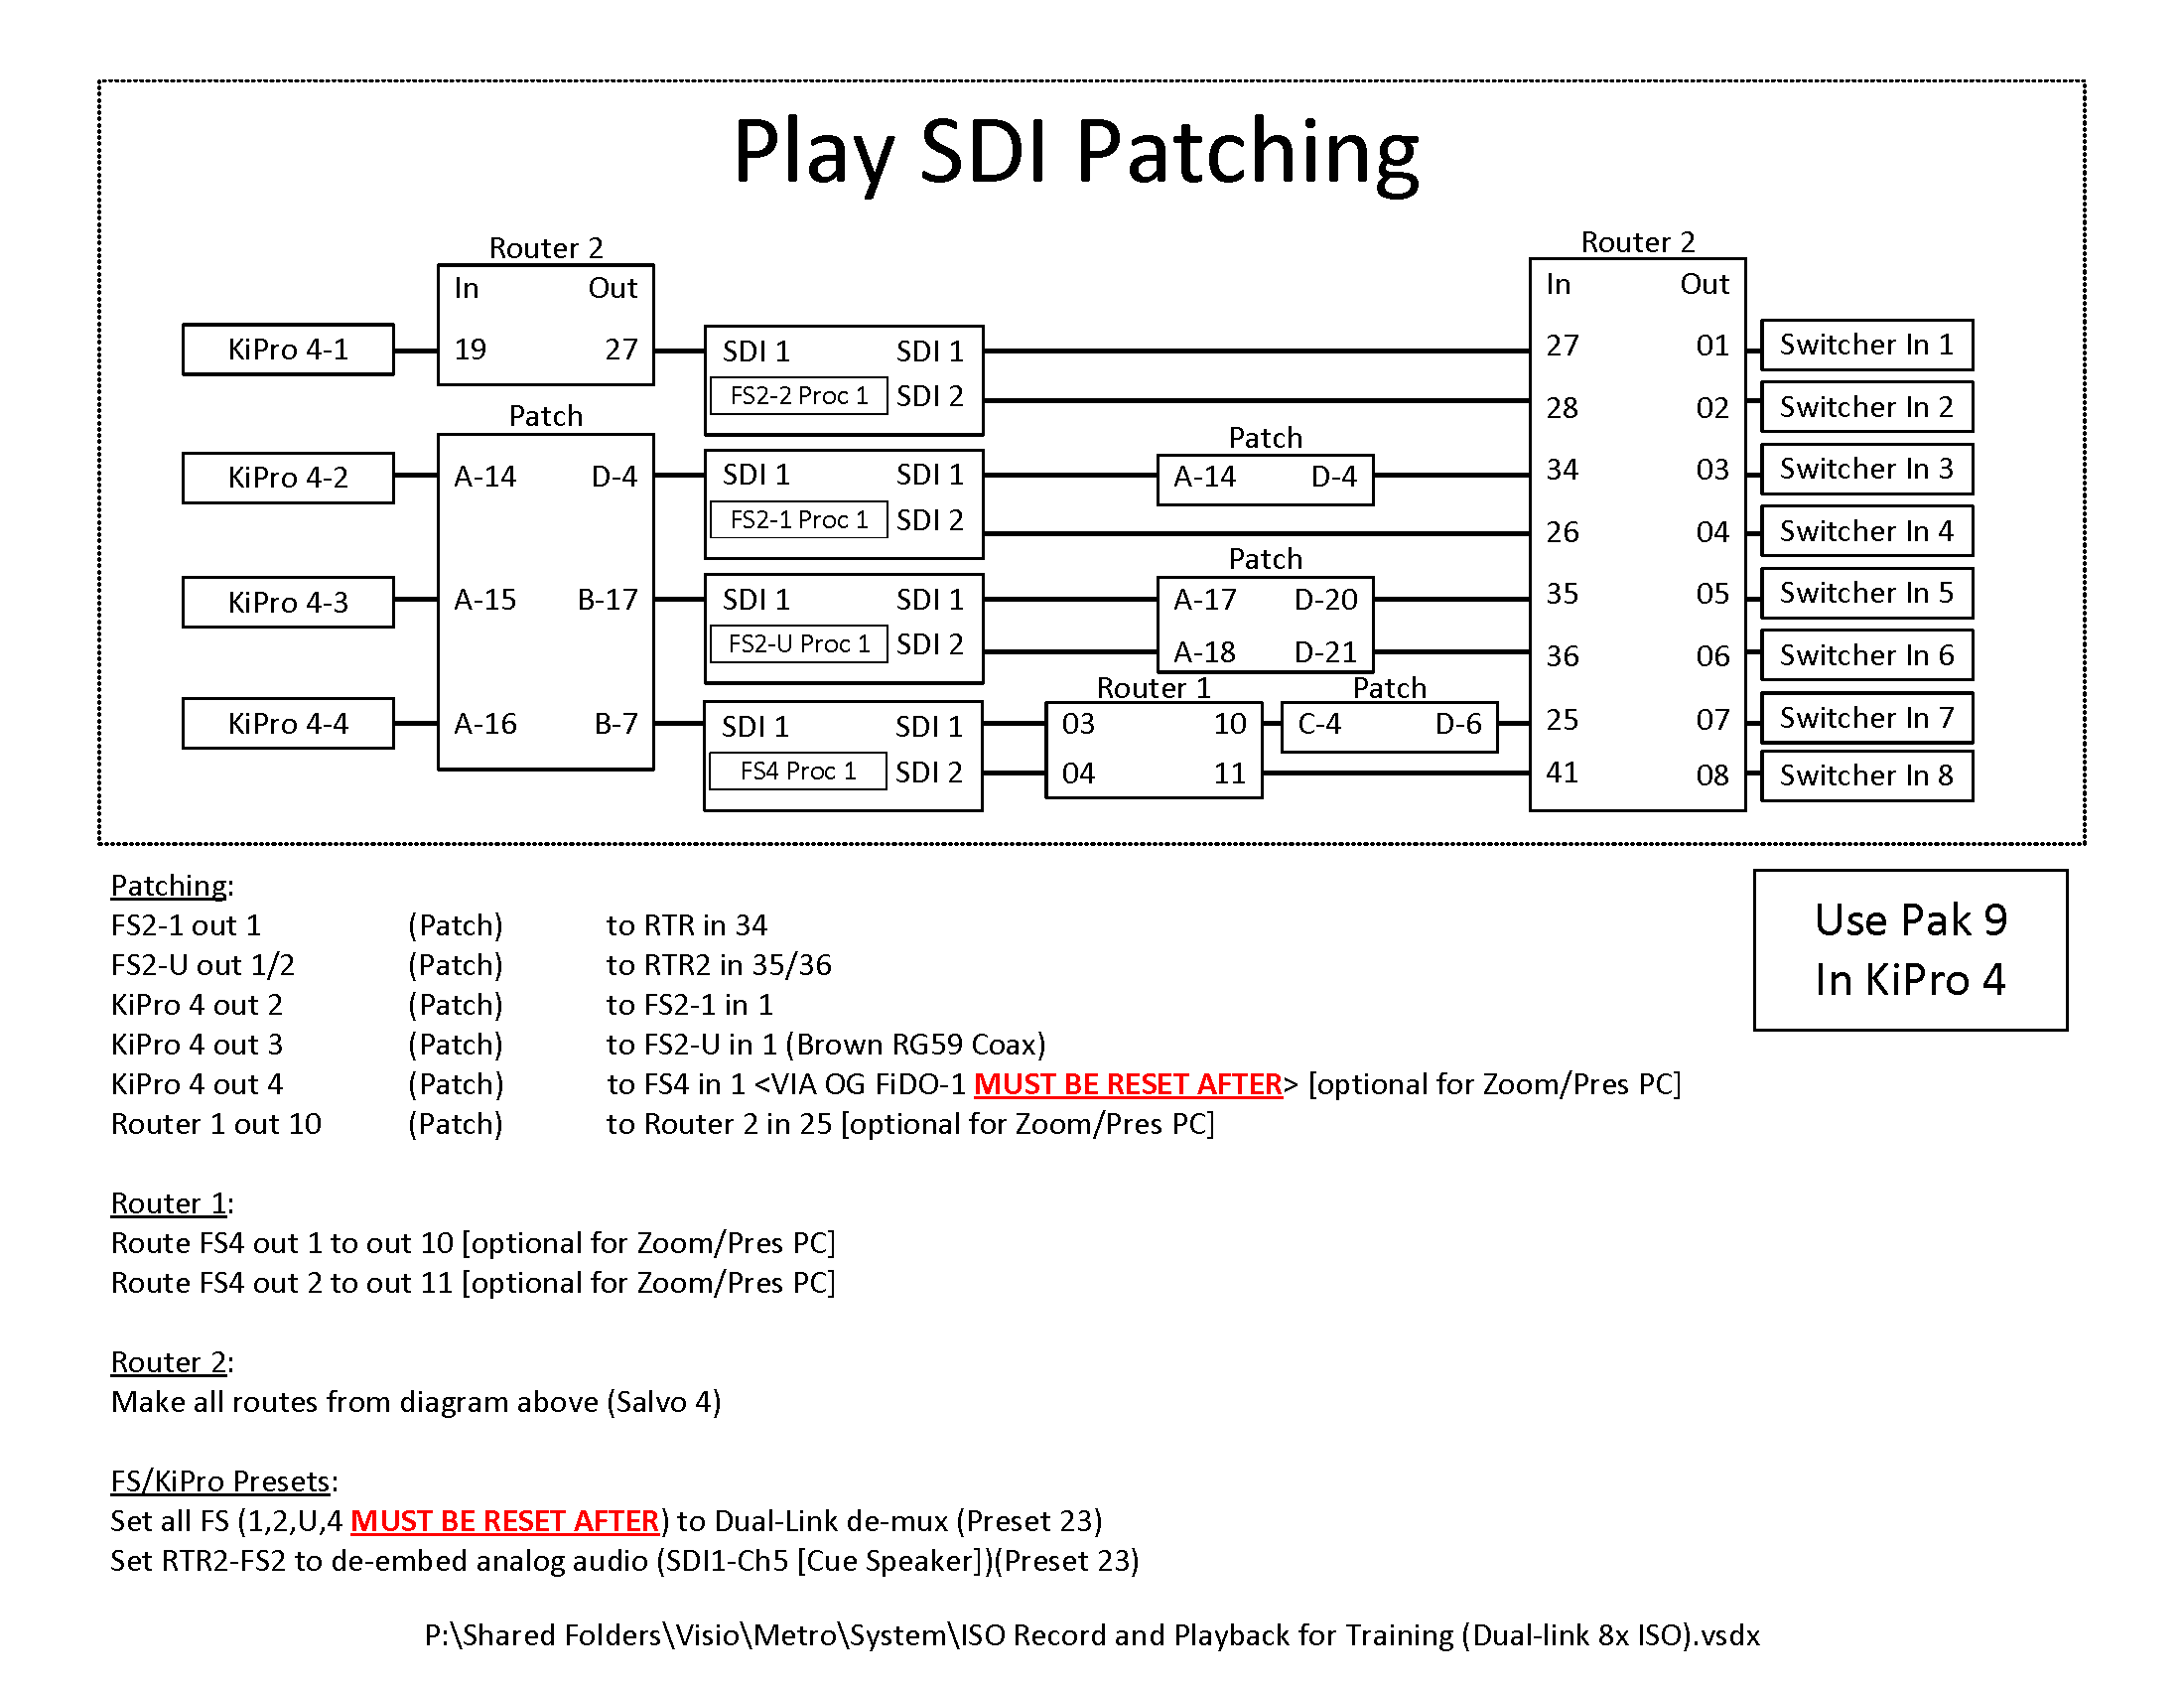 Play SDI Patching
Router 2
In Out
KiPro 4-1
19 27
Patch
KiPro 4-2
A-14 D-4
KiPro 4-3
A-15 B-17
KiPro 4-4
A-16 B-7
SDI 1 SDI 1
FS2-2 Proc 1 SDI 2
SDI 1 SDI 1
FS2-1 Proc 1 SDI 2
SDI 1 SDI 1
FS2-U Proc 1 SDI 2
SDI 1 SDI 1
FS4 Proc 1 SDI 2
Patch
A-14 D-4
Patch
A-17 D-20
A-18 D-21
Router 1
03 10
04 11
Patch
C-4 D-6
Router 2
In Out
27 01 Switcher In 1
28 02 Switcher In 2
34 03 Switcher In 3
26 04 Switcher In 4
35 05 Switcher In 5
36 06 Switcher In 6
25 07 Switcher In 7
41 08 Switcher In 8
Use Pak 9
In KiPro 4
Patching:
FS2-1 out 1 (Patch) to RTR in 34
FS2-U out 1/2 (Patch) to RTR2 in 35/36
KiPro 4 out 2 (Patch) to FS2-1 in 1
KiPro 4 out 3 (Patch) to FS2-U in 1 (Brown RG59 Coax)
KiPro 4 out 4 (Patch) to FS4 in 1 <VIA OG FiDO-1 MUST BE RESET AFTER> [optional for Zoom/Pres PC]
Router 1 out 10 (Patch) to Router 2 in 25 [optional for Zoom/Pres PC]
Router 1:
Route FS4 out 1 to out 10 [optional for Zoom/Pres PC]
Route FS4 out 2 to out 11 [optional for Zoom/Pres PC]
Router 2:
Make all routes from diagram above (Salvo 4)
FS/KiPro Presets:
Set all FS (1,2,U,4 MUST BE RESET AFTER) to Dual-Link de-mux (Preset 23)
Set RTR2-FS2 to de-embed analog audio (SDI1-Ch5 [Cue Speaker])(Preset 23)
P:\Shared Folders\Visio\Metro\System\ISO Record and Playback for Training (Dual-link 8x ISO).vsdx